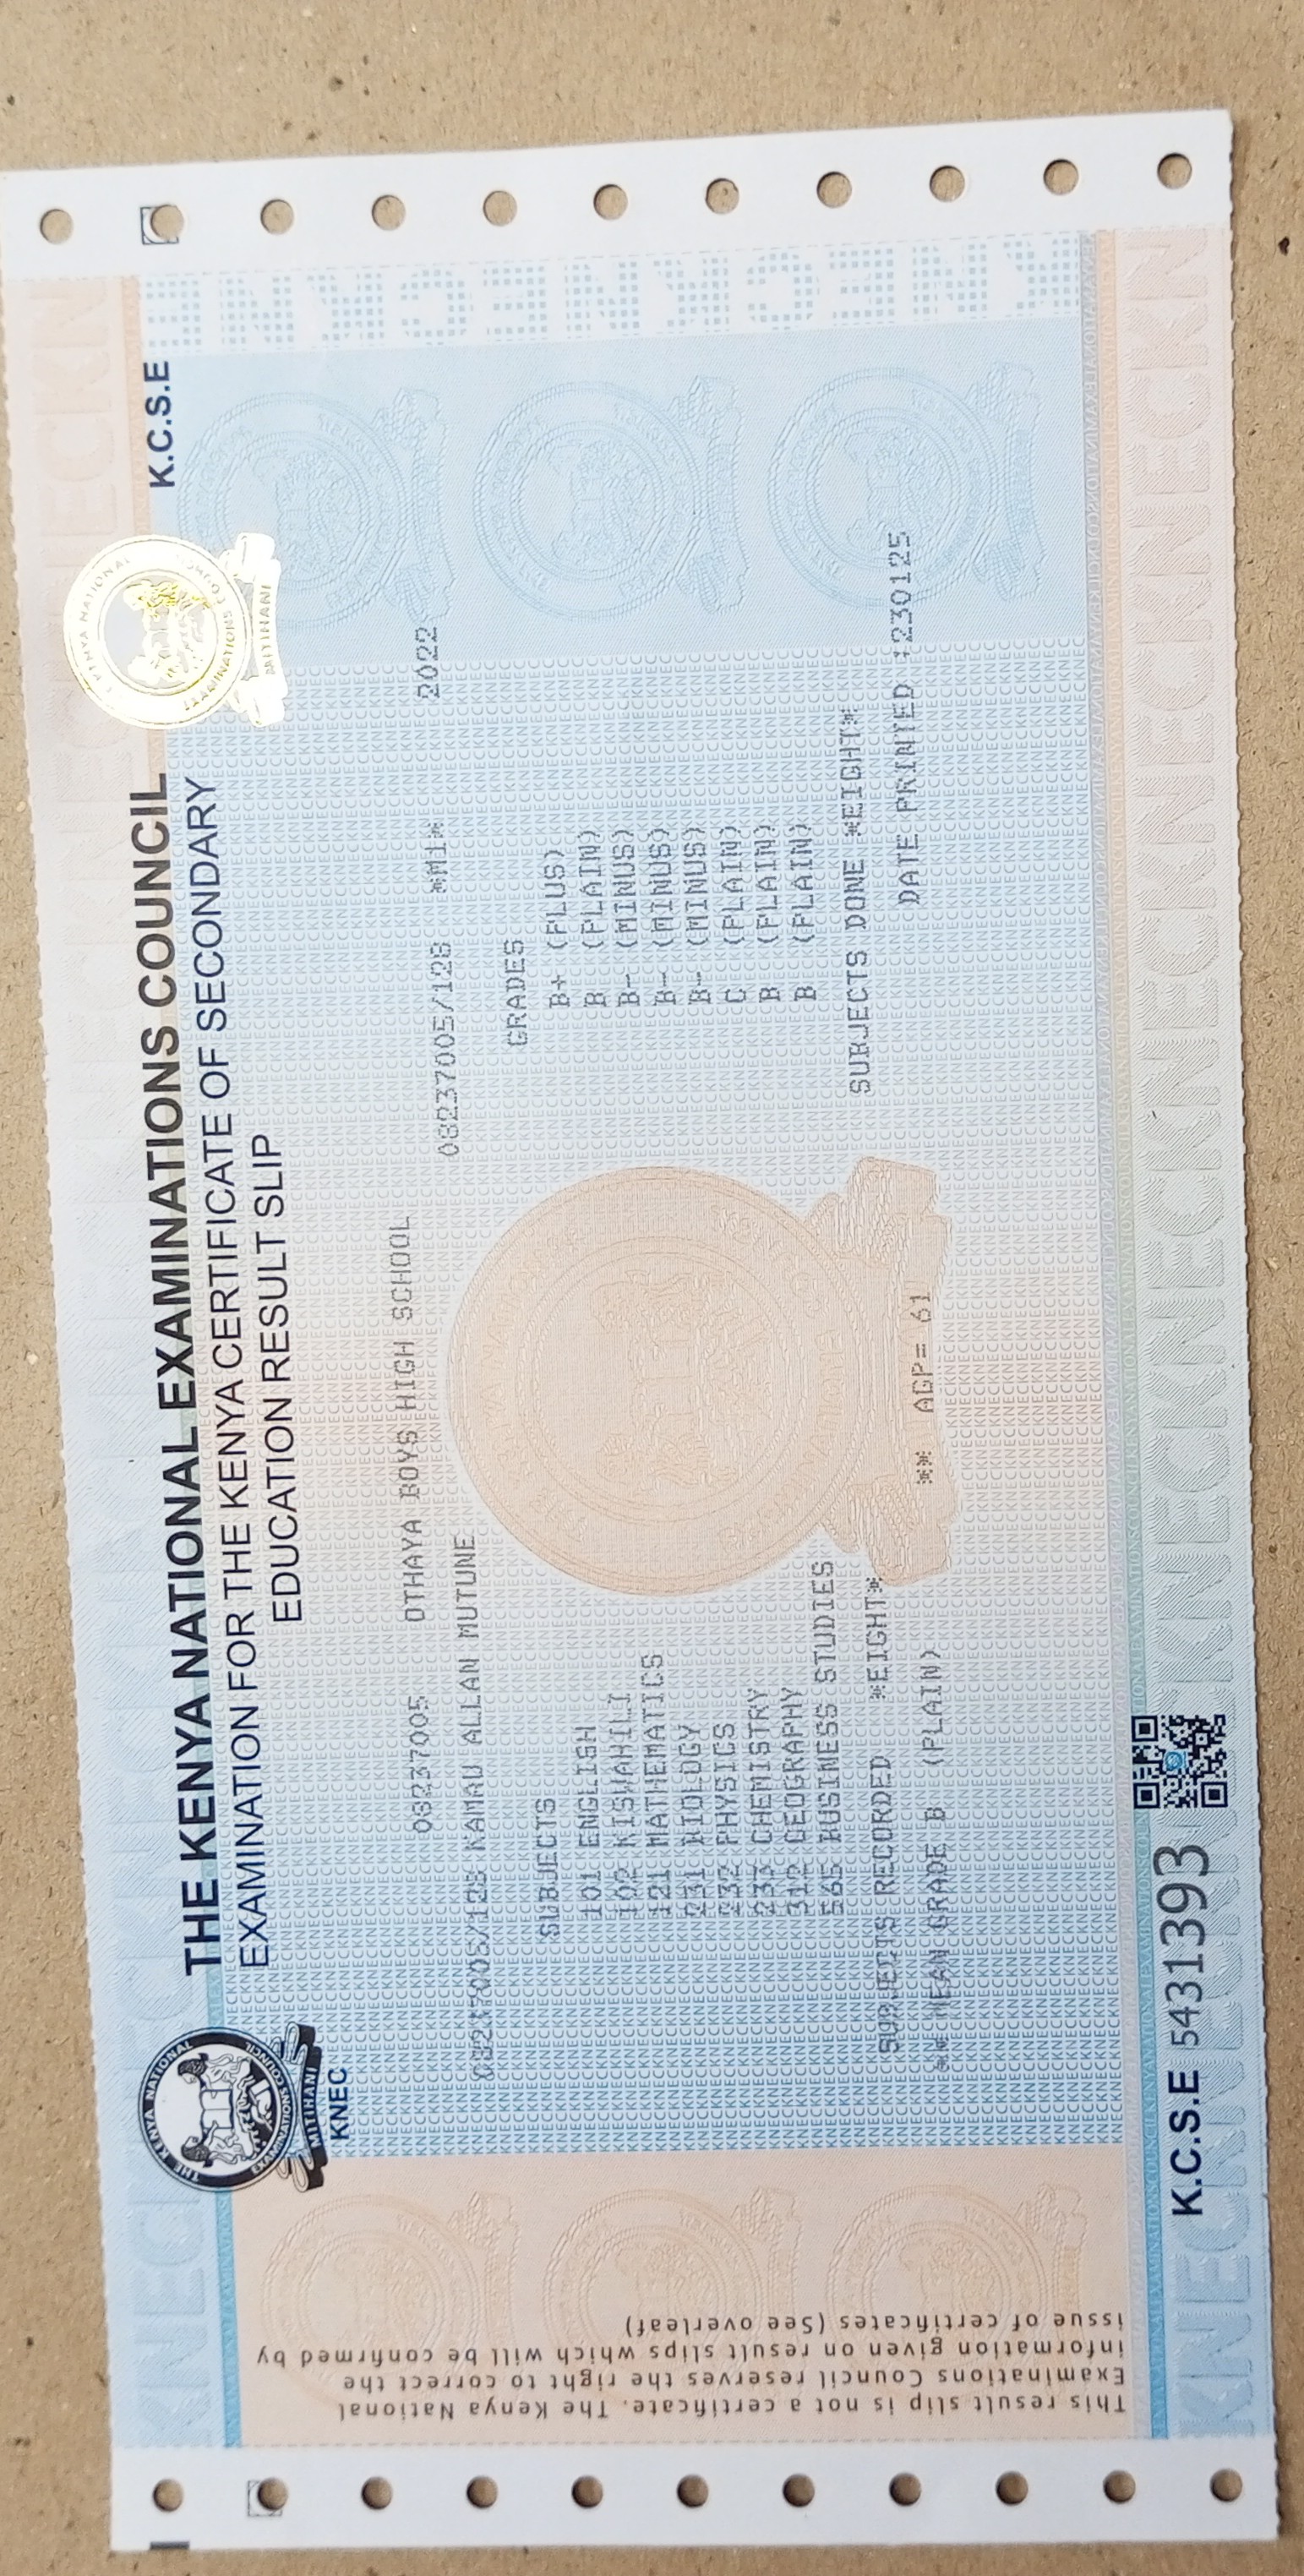 THE KENYA NATIONAL EXAMINATIONS COUNCIL
EXAMINATION FOR THE KENYA CERTIFICATE OF SECONDARY
EDUCATION RESULT SLIP
K.C.S.E
THE KENYA NATIONAL
EXAMINATIONS COUNCIL
MITIHANI
KNEC
08237005 OTHAYA BOYS HIGH SCHOOL 2022
08237005/128 KAMAU ALLAN MUTUNE 08237005/128 *M1*
SUBJECTS GRADES
101 ENGLISH B+ (PLUS)
102 KISWAHILI B (PLAIN)
121 MATHEMATICS B- (MINUS)
231 BIOLOGY B- (MINUS)
232 PHYSICS B- (MINUS)
233 CHEMISTRY C (PLAIN)
312 GEOGRAPHY B (PLAIN)
565 BUSINESS STUDIES B (PLAIN)
SUBJECTS RECORDED *EIGHT* SUBJECTS DONE *EIGHT*
** MEAN GRADE B (PLAIN) ** AGP= 61 DATE PRINTED :230125
K.C.S.E 5431393
This result slip is not a certificate. The Kenya National
Examinations Council reserves the right to correct the
information given on result slips which will be confirmed by
issue of certificates (See overleaf)